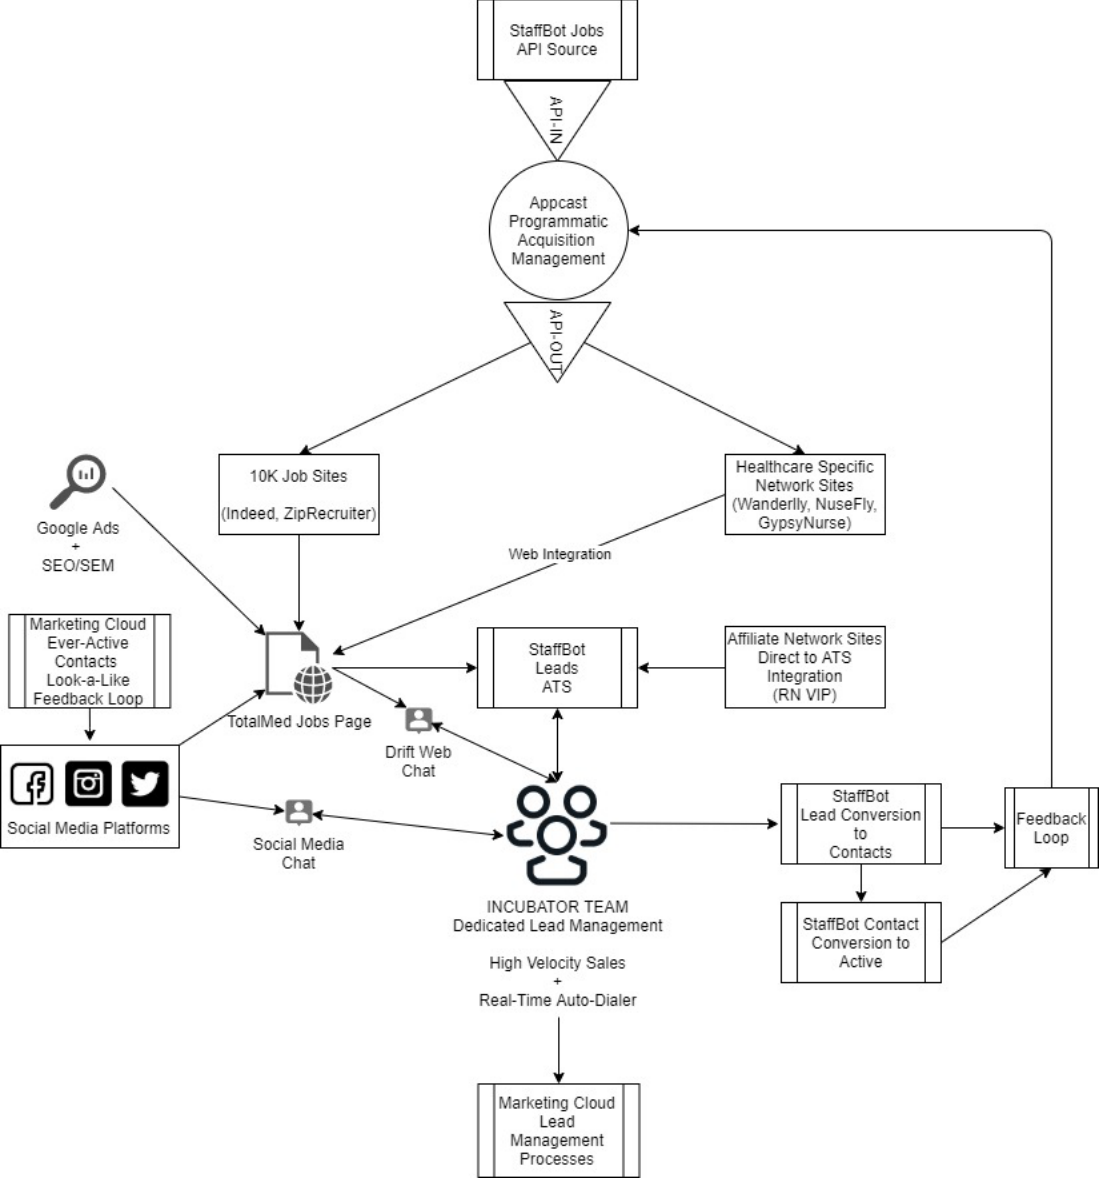 StaffBot Jobs
API Source
API-IN
Appcast
Programmatic
Acquisition
Management
API-OUT
10K Job Sites
(Indeed, ZipRecruiter)
Healthcare Specific
Network Sites
(Wanderlly, NuseFly,
GypsyNurse)
Google Ads
+
SEO/SEM
Web Integration
Marketing Cloud
Ever-Active
Contacts
Look-a-Like
Feedback Loop
StaffBot
Leads
ATS
Affiliate Network Sites
Direct to ATS
Integration
(RN VIP)
TotalMed Jobs Page
Drift Web
Chat
Social Media Platforms
Social Media
Chat
StaffBot
Lead Conversion
to
Contacts
Feedback
Loop
INCUBATOR TEAM
Dedicated Lead Management
High Velocity Sales
+
Real-Time Auto-Dialer
StaffBot Contact
Conversion to
Active
Marketing Cloud
Lead
Management
Processes